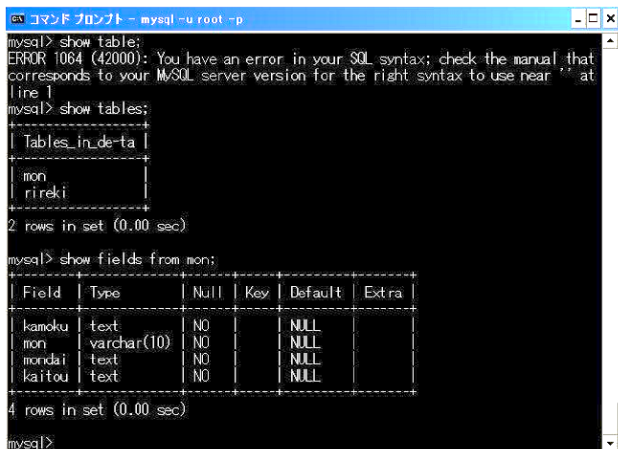 コマンド プロンプト - mysql -u root -p
mysql> show table;
ERROR 1064 (42000): You have an error in your SQL syntax; check the manual that
corresponds to your MySQL server version for the right syntax to use near '' at
line 1
mysql> show tables;
+---------------+
| Tables_in_de-ta |
+---------------+
| mon |
| rireki |
+---------------+
2 rows in set (0.00 sec)
mysql> show fields from mon;
+--------+-------------+------+-----+---------+-------+
| Field | Type | Null | Key | Default | Extra |
+--------+-------------+------+-----+---------+-------+
| kamoku | text | NO | | NULL | |
| mon | varchar(10) | NO | | NULL | |
| mondai | text | NO | | NULL | |
| kaitou | text | NO | | NULL | |
+--------+-------------+------+-----+---------+-------+
4 rows in set (0.00 sec)
mysql>